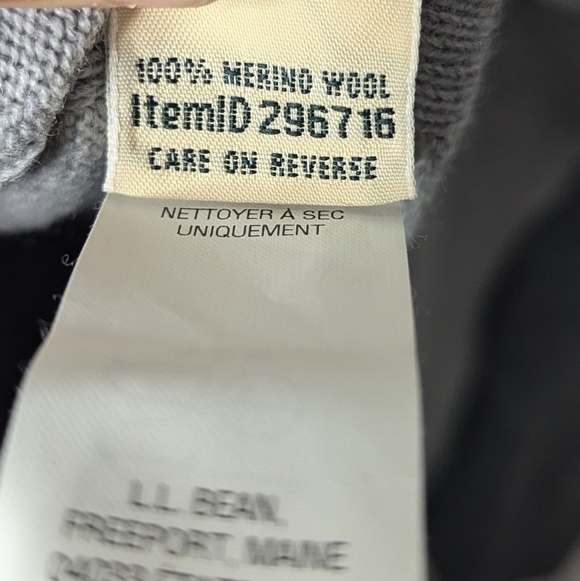 100% MERINO WOOL
ItemID 296716
CARE ON REVERSE
NETTOYER À SEC
UNIQUEMENT
L.L. BEAN,
FREEPORT, MAINE